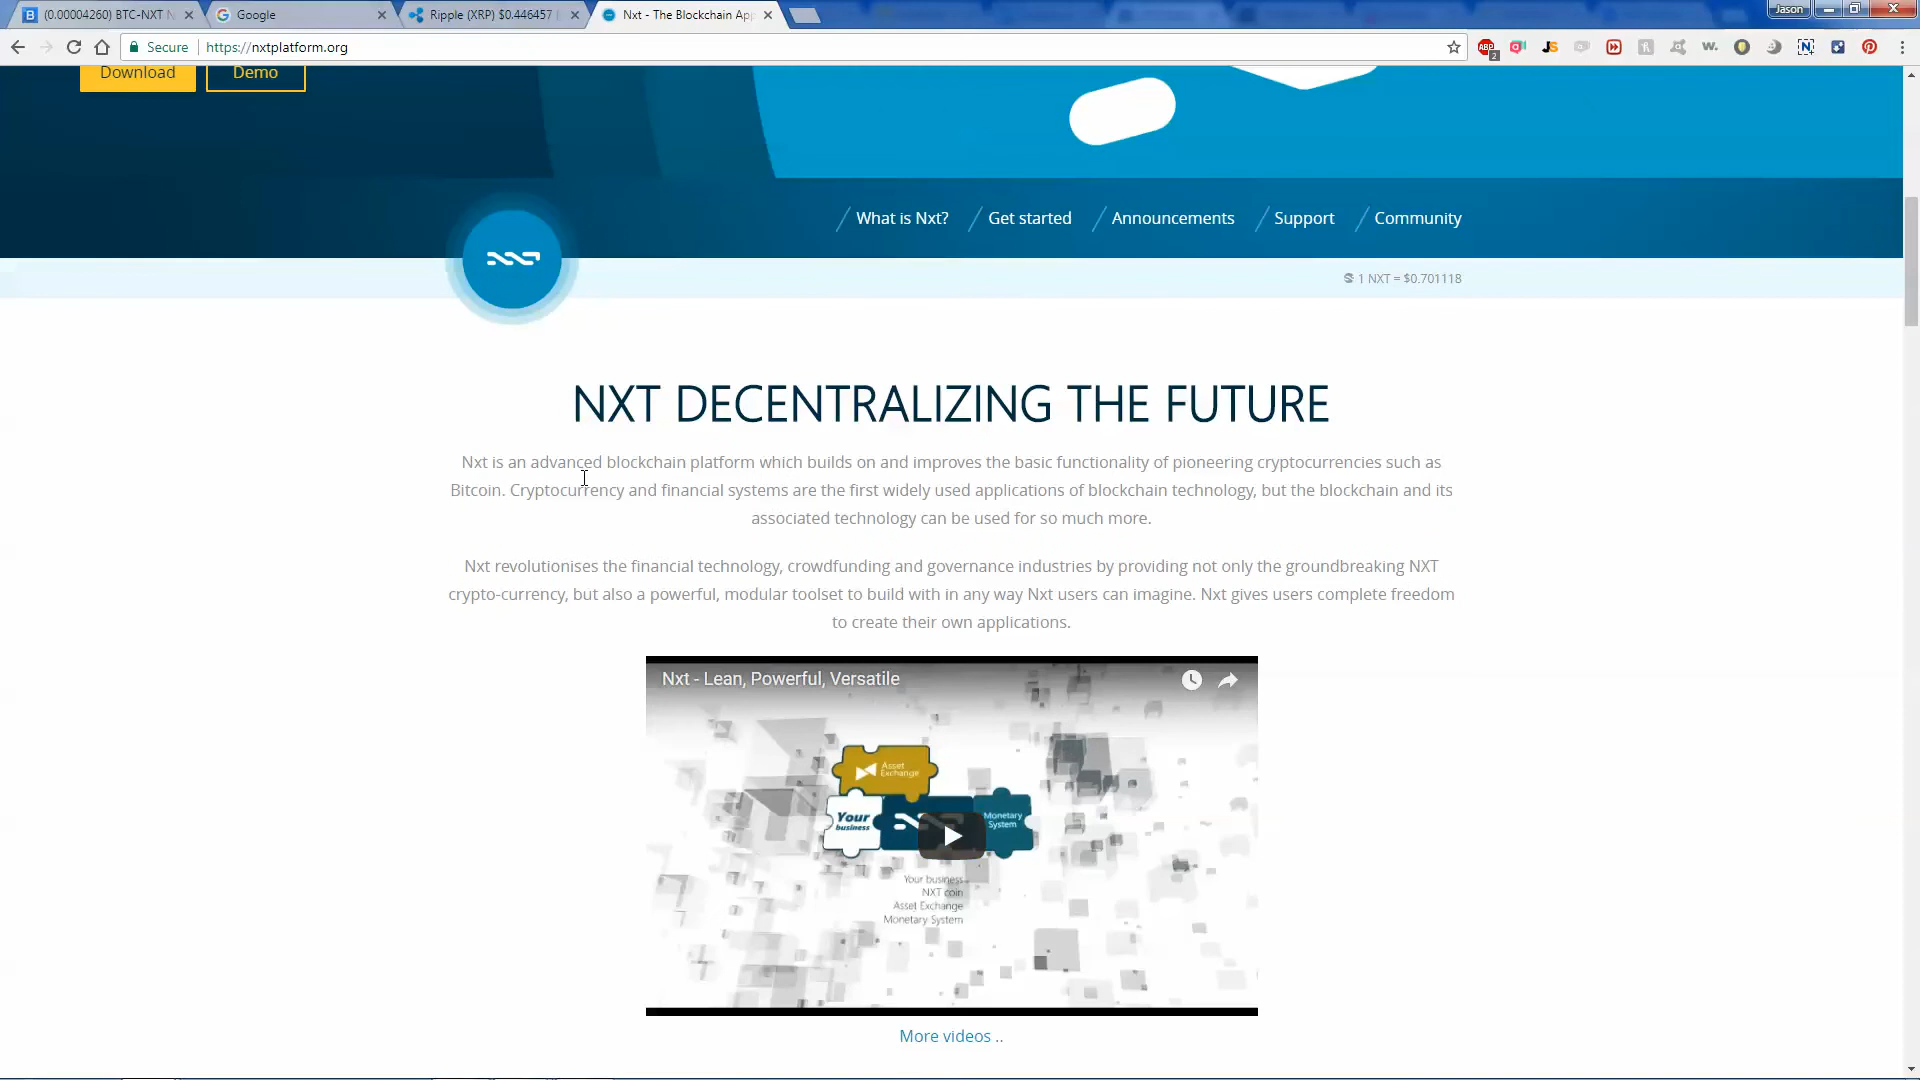 (0.00004260) BTC-NXT N
Google
Ripple (XRP) $0.446457
Nxt - The Blockchain App
Jason
Secure
https://nxtplatform.org
ABP
2
JS
w.
N
Download
Demo
What is Nxt?
Get started
Announcements
Support
Community
1 NXT = $0.701118
NXT DECENTRALIZING THE FUTURE
Nxt is an advanced blockchain platform which builds on and improves the basic functionality of pioneering cryptocurrencies such as
Bitcoin. Cryptocurrency and financial systems are the first widely used applications of blockchain technology, but the blockchain and its
associated technology can be used for so much more.
Nxt revolutionises the financial technology, crowdfunding and governance industries by providing not only the groundbreaking NXT
crypto-currency, but also a powerful, modular toolset to build with in any way Nxt users can imagine. Nxt gives users complete freedom
to create their own applications.
Nxt - Lean, Powerful, Versatile
Asset
Exchange
Your
business
Monetary
System
Your business
NXT coin
Asset Exchange
Monetary System
More videos ..